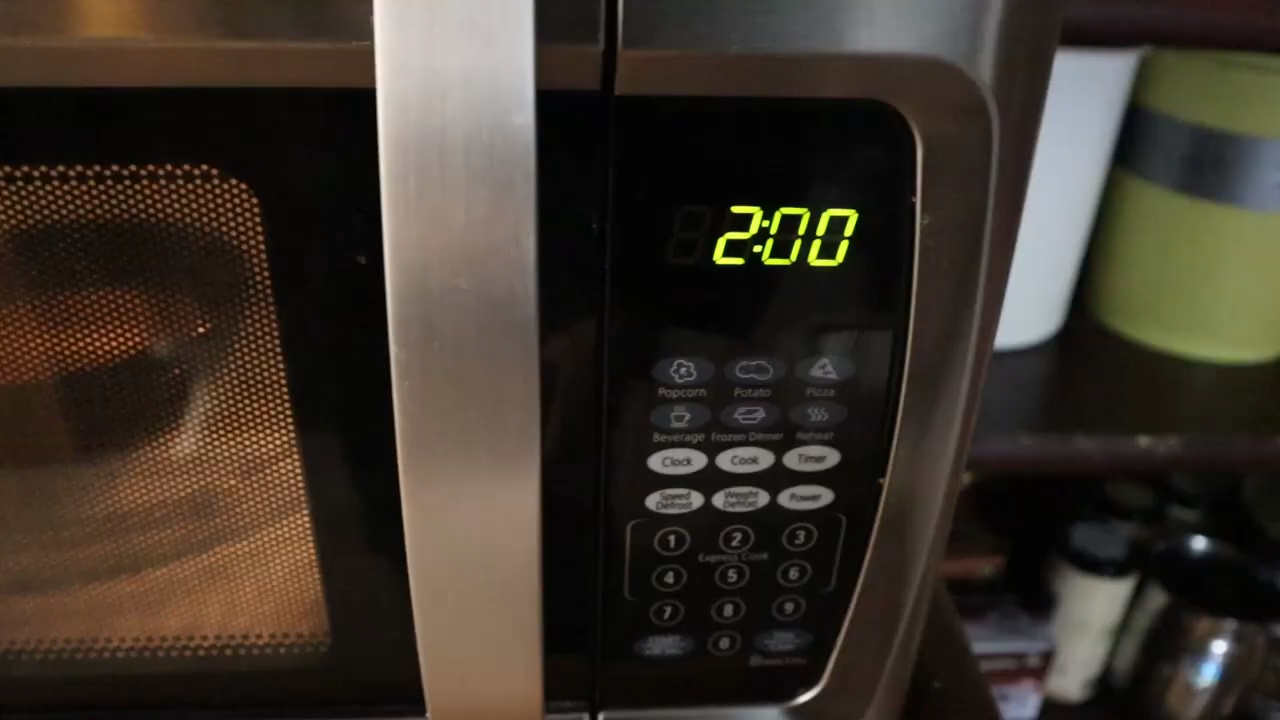 2:00
Popcorn Potato Pizza
Beverage Frozen Dinner Reheat
Clock Cook Timer
Speed Defrost Weight Defrost Power
1 2 3
Express Cook
4 5 6
7 8 9
0